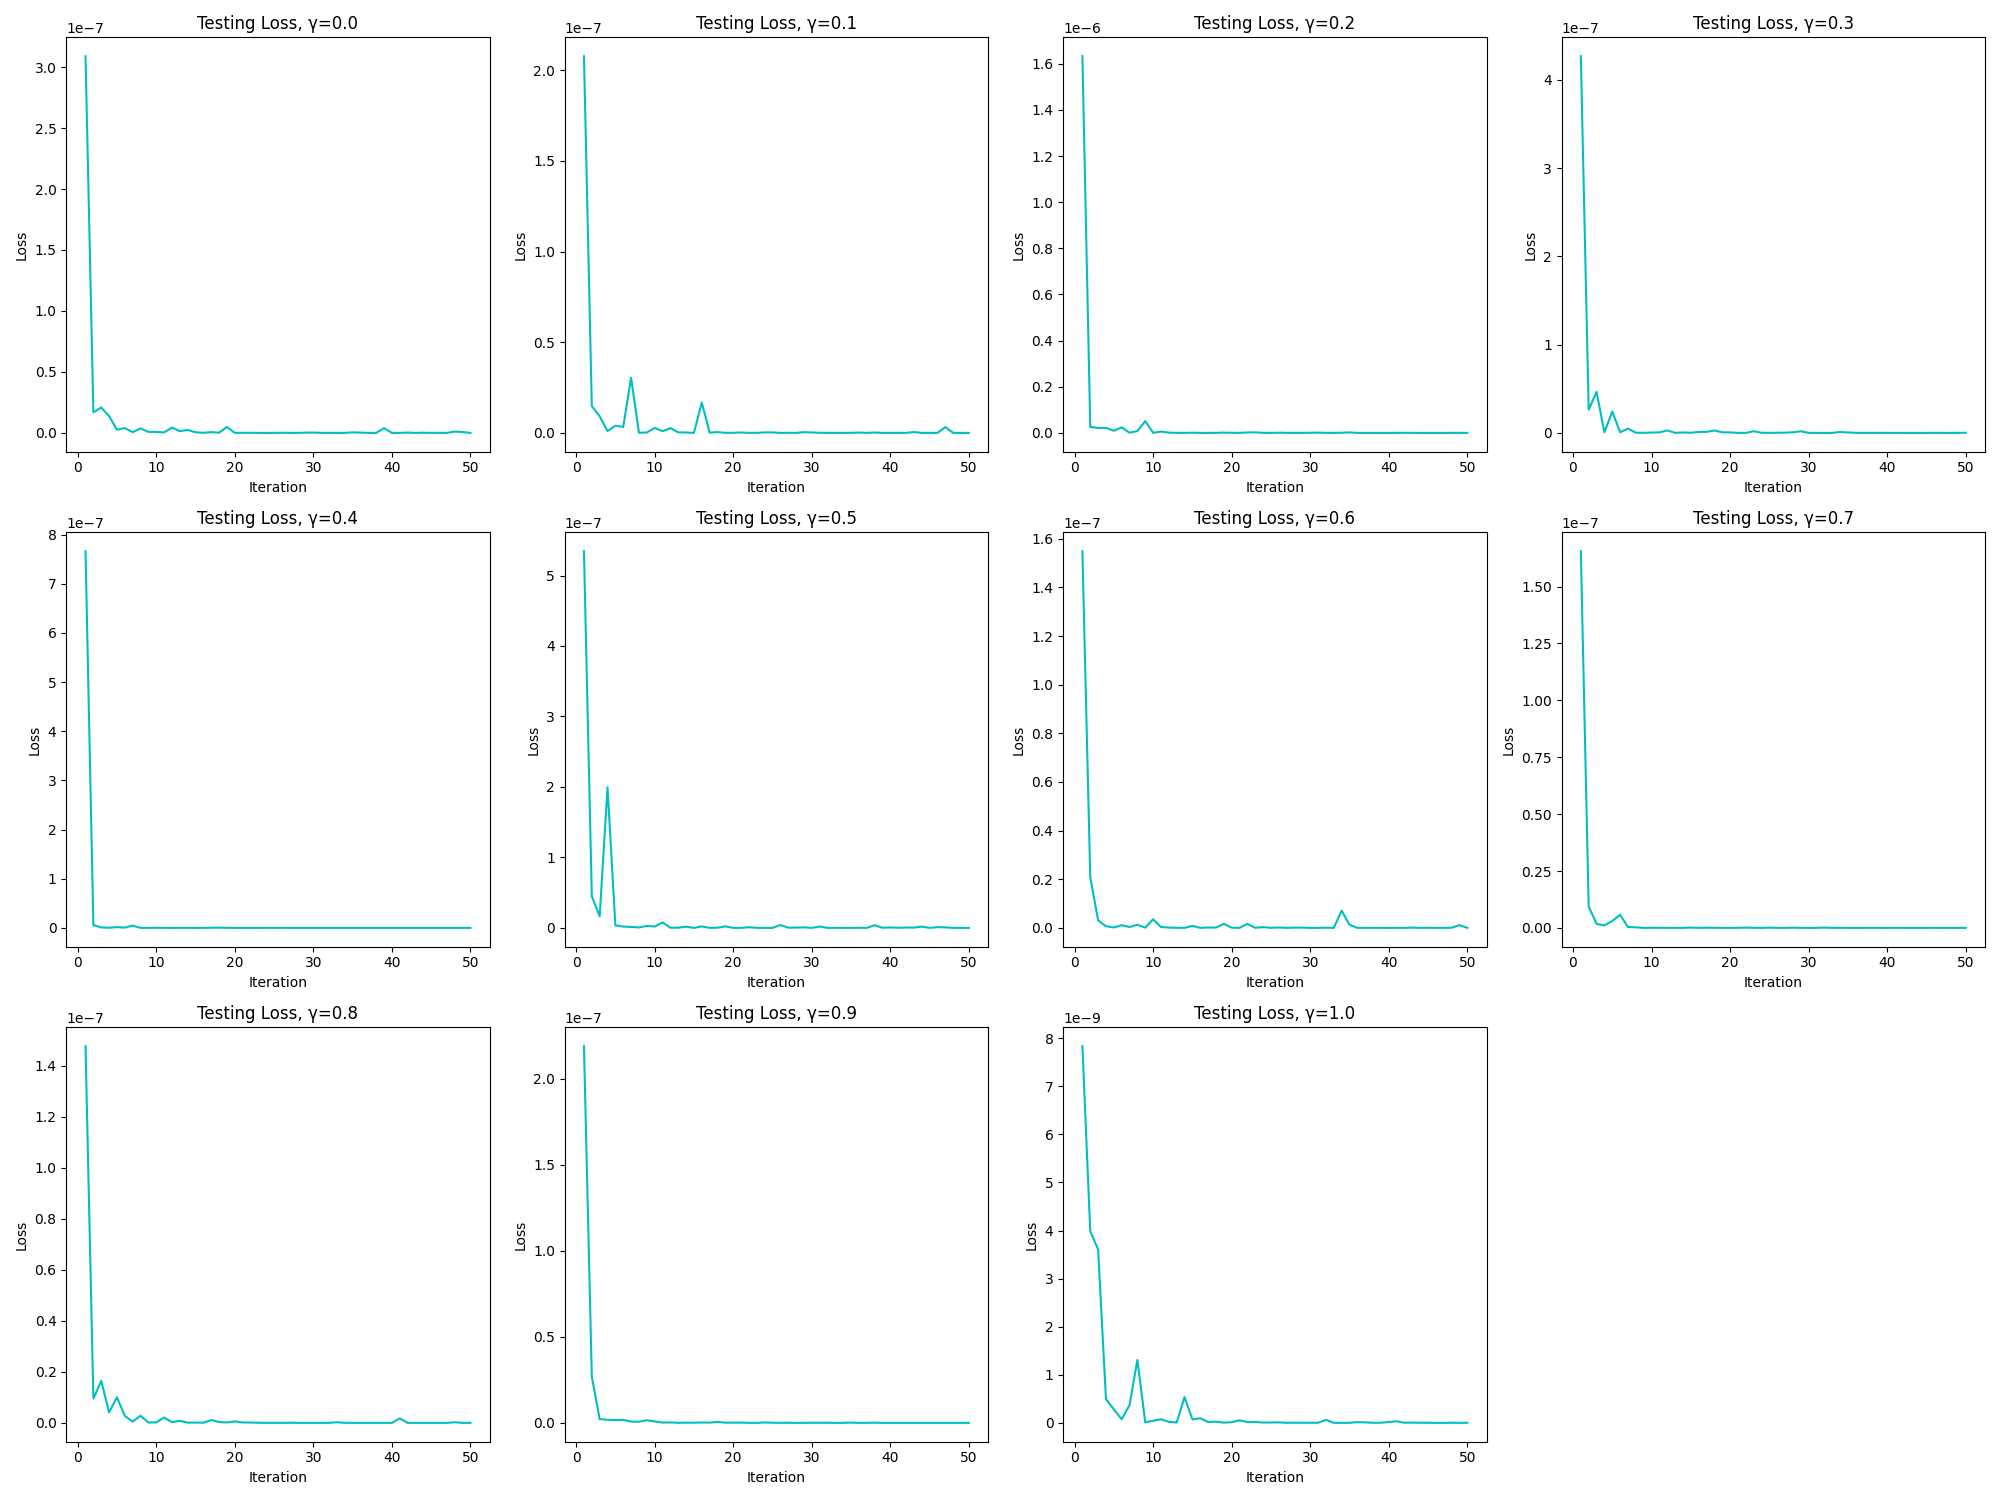 Testing Loss, γ=0.0
1e−7
3.0
2.5
2.0
1.5
1.0
0.5
0.0
Loss
0 10 20 30 40 50
Iteration
Testing Loss, γ=0.1
1e−7
2.0
1.5
1.0
0.5
0.0
Loss
0 10 20 30 40 50
Iteration
Testing Loss, γ=0.2
1e−6
1.6
1.4
1.2
1.0
0.8
0.6
0.4
0.2
0.0
Loss
0 10 20 30 40 50
Iteration
Testing Loss, γ=0.3
1e−7
4
3
2
1
0
Loss
0 10 20 30 40 50
Iteration
Testing Loss, γ=0.4
1e−7
8
7
6
5
4
3
2
1
0
Loss
0 10 20 30 40 50
Iteration
Testing Loss, γ=0.5
1e−7
5
4
3
2
1
0
Loss
0 10 20 30 40 50
Iteration
Testing Loss, γ=0.6
1e−7
1.6
1.4
1.2
1.0
0.8
0.6
0.4
0.2
0.0
Loss
0 10 20 30 40 50
Iteration
Testing Loss, γ=0.7
1e−7
1.50
1.25
1.00
0.75
0.50
0.25
0.00
Loss
0 10 20 30 40 50
Iteration
Testing Loss, γ=0.8
1e−7
1.4
1.2
1.0
0.8
0.6
0.4
0.2
0.0
Loss
0 10 20 30 40 50
Iteration
Testing Loss, γ=0.9
1e−7
2.0
1.5
1.0
0.5
0.0
Loss
0 10 20 30 40 50
Iteration
Testing Loss, γ=1.0
1e−9
8
7
6
5
4
3
2
1
0
Loss
0 10 20 30 40 50
Iteration